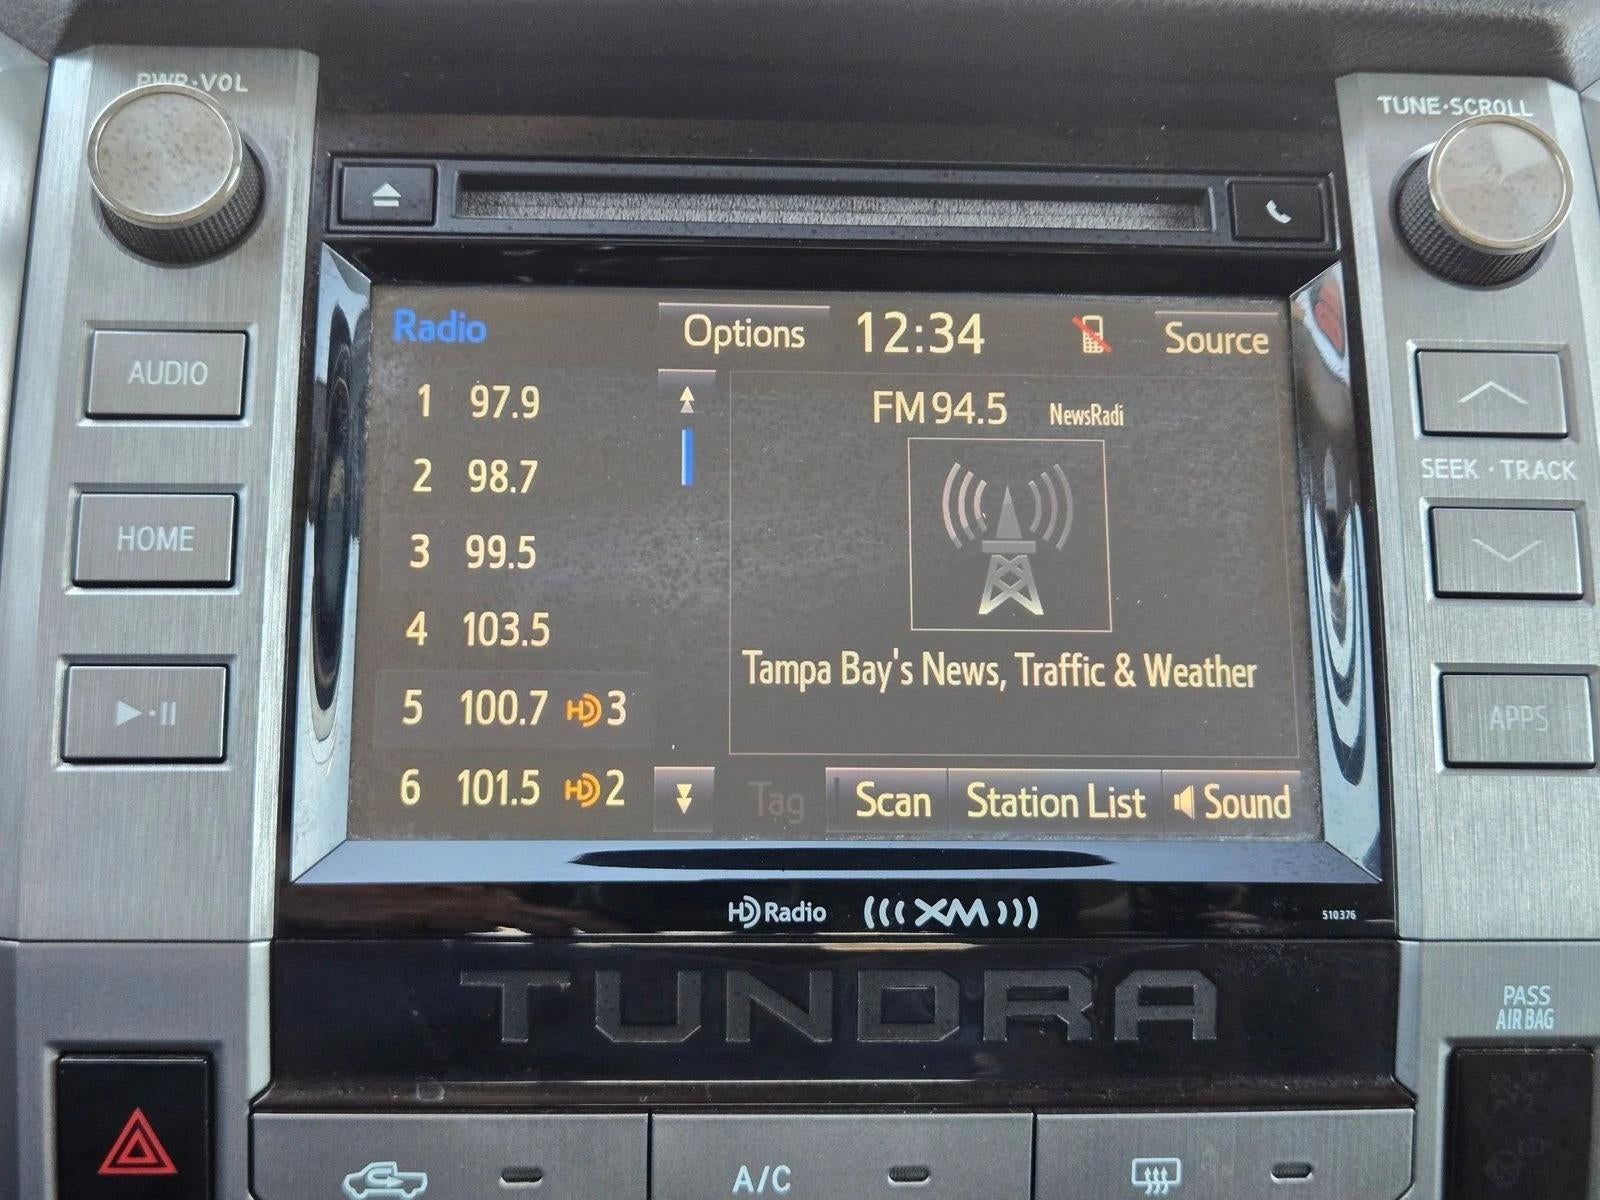 PWR·VOL
TUNE·SCROLL
AUDIO
HOME
Radio
Options
12:34
Source
1 97.9
2 98.7
3 99.5
4 103.5
5 100.7 HD 3
6 101.5 HD 2
FM 94.5 NewsRadi
Tampa Bay's News, Traffic & Weather
Tag
Scan
Station List
Sound
SEEK · TRACK
APPS
HD Radio
XM
510376
TUNDRA
PASS
AIR BAG
A/C